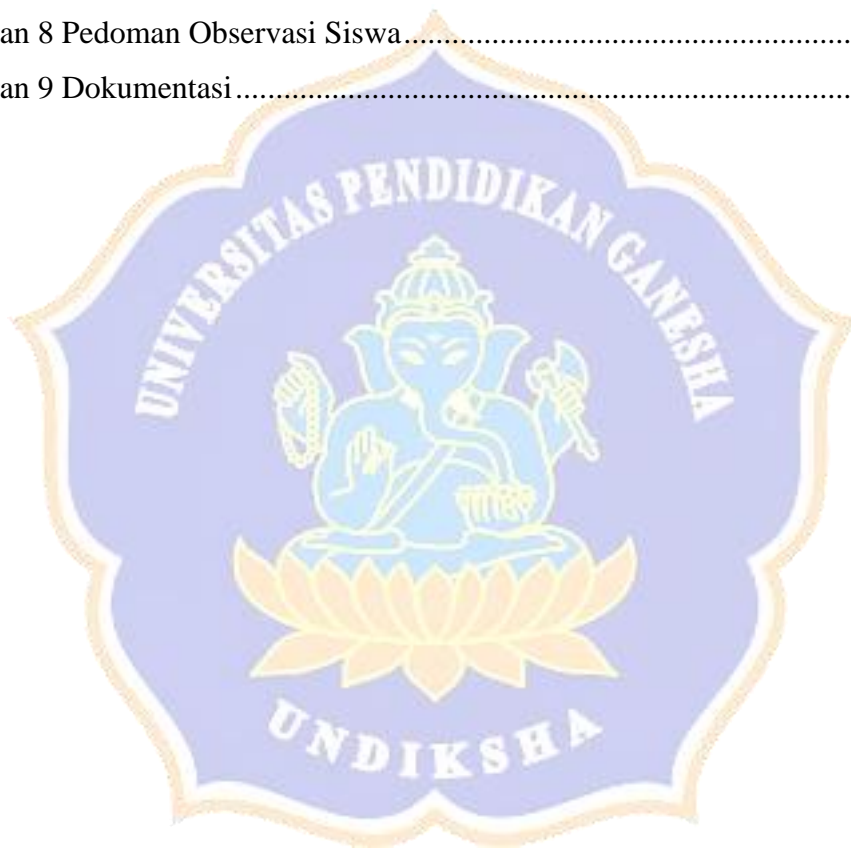 an 8 Pedoman Observasi Siswa........................................................
an 9 Dokumentasi.............................................................................
UNIVERSITAS PENDIDIKAN GANESHA
UNDIKSHA